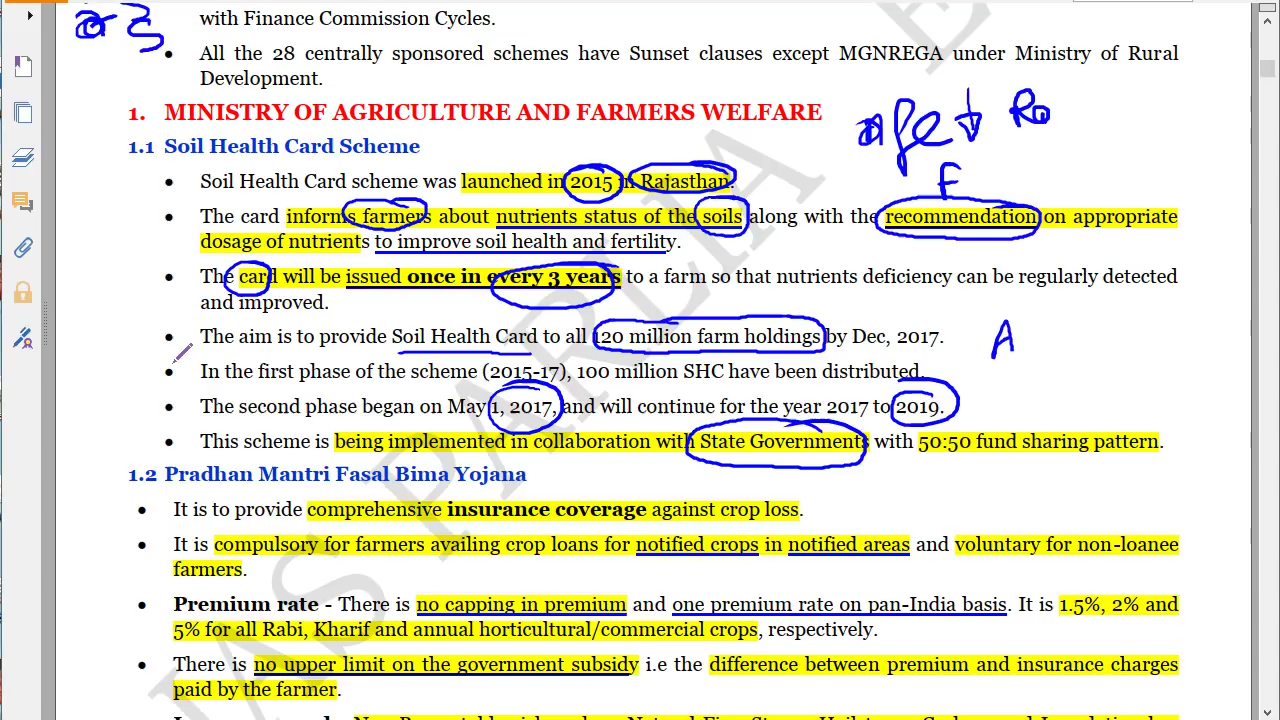 with Finance Commission Cycles.
• All the 28 centrally sponsored schemes have Sunset clauses except MGNREGA under Ministry of Rural
Development.
1. MINISTRY OF AGRICULTURE AND FARMERS WELFARE
1.1 Soil Health Card Scheme
• Soil Health Card scheme was launched in 2015 in Rajasthan.
F
• The card informs farmers about nutrients status of the soils along with the recommendation on appropriate
dosage of nutrients to improve soil health and fertility.
• The card will be issued once in every 3 years to a farm so that nutrients deficiency can be regularly detected
and improved.
• The aim is to provide Soil Health Card to all 120 million farm holdings by Dec, 2017.
A
• In the first phase of the scheme (2015-17), 100 million SHC have been distributed.
• The second phase began on May 1, 2017, and will continue for the year 2017 to 2019.
• This scheme is being implemented in collaboration with State Governments with 50:50 fund sharing pattern.
1.2 Pradhan Mantri Fasal Bima Yojana
• It is to provide comprehensive insurance coverage against crop loss.
• It is compulsory for farmers availing crop loans for notified crops in notified areas and voluntary for non-loanee
farmers.
• Premium rate - There is no capping in premium and one premium rate on pan-India basis. It is 1.5%, 2% and
5% for all Rabi, Kharif and annual horticultural/commercial crops, respectively.
• There is no upper limit on the government subsidy i.e the difference between premium and insurance charges
paid by the farmer.
IAS PARLIA